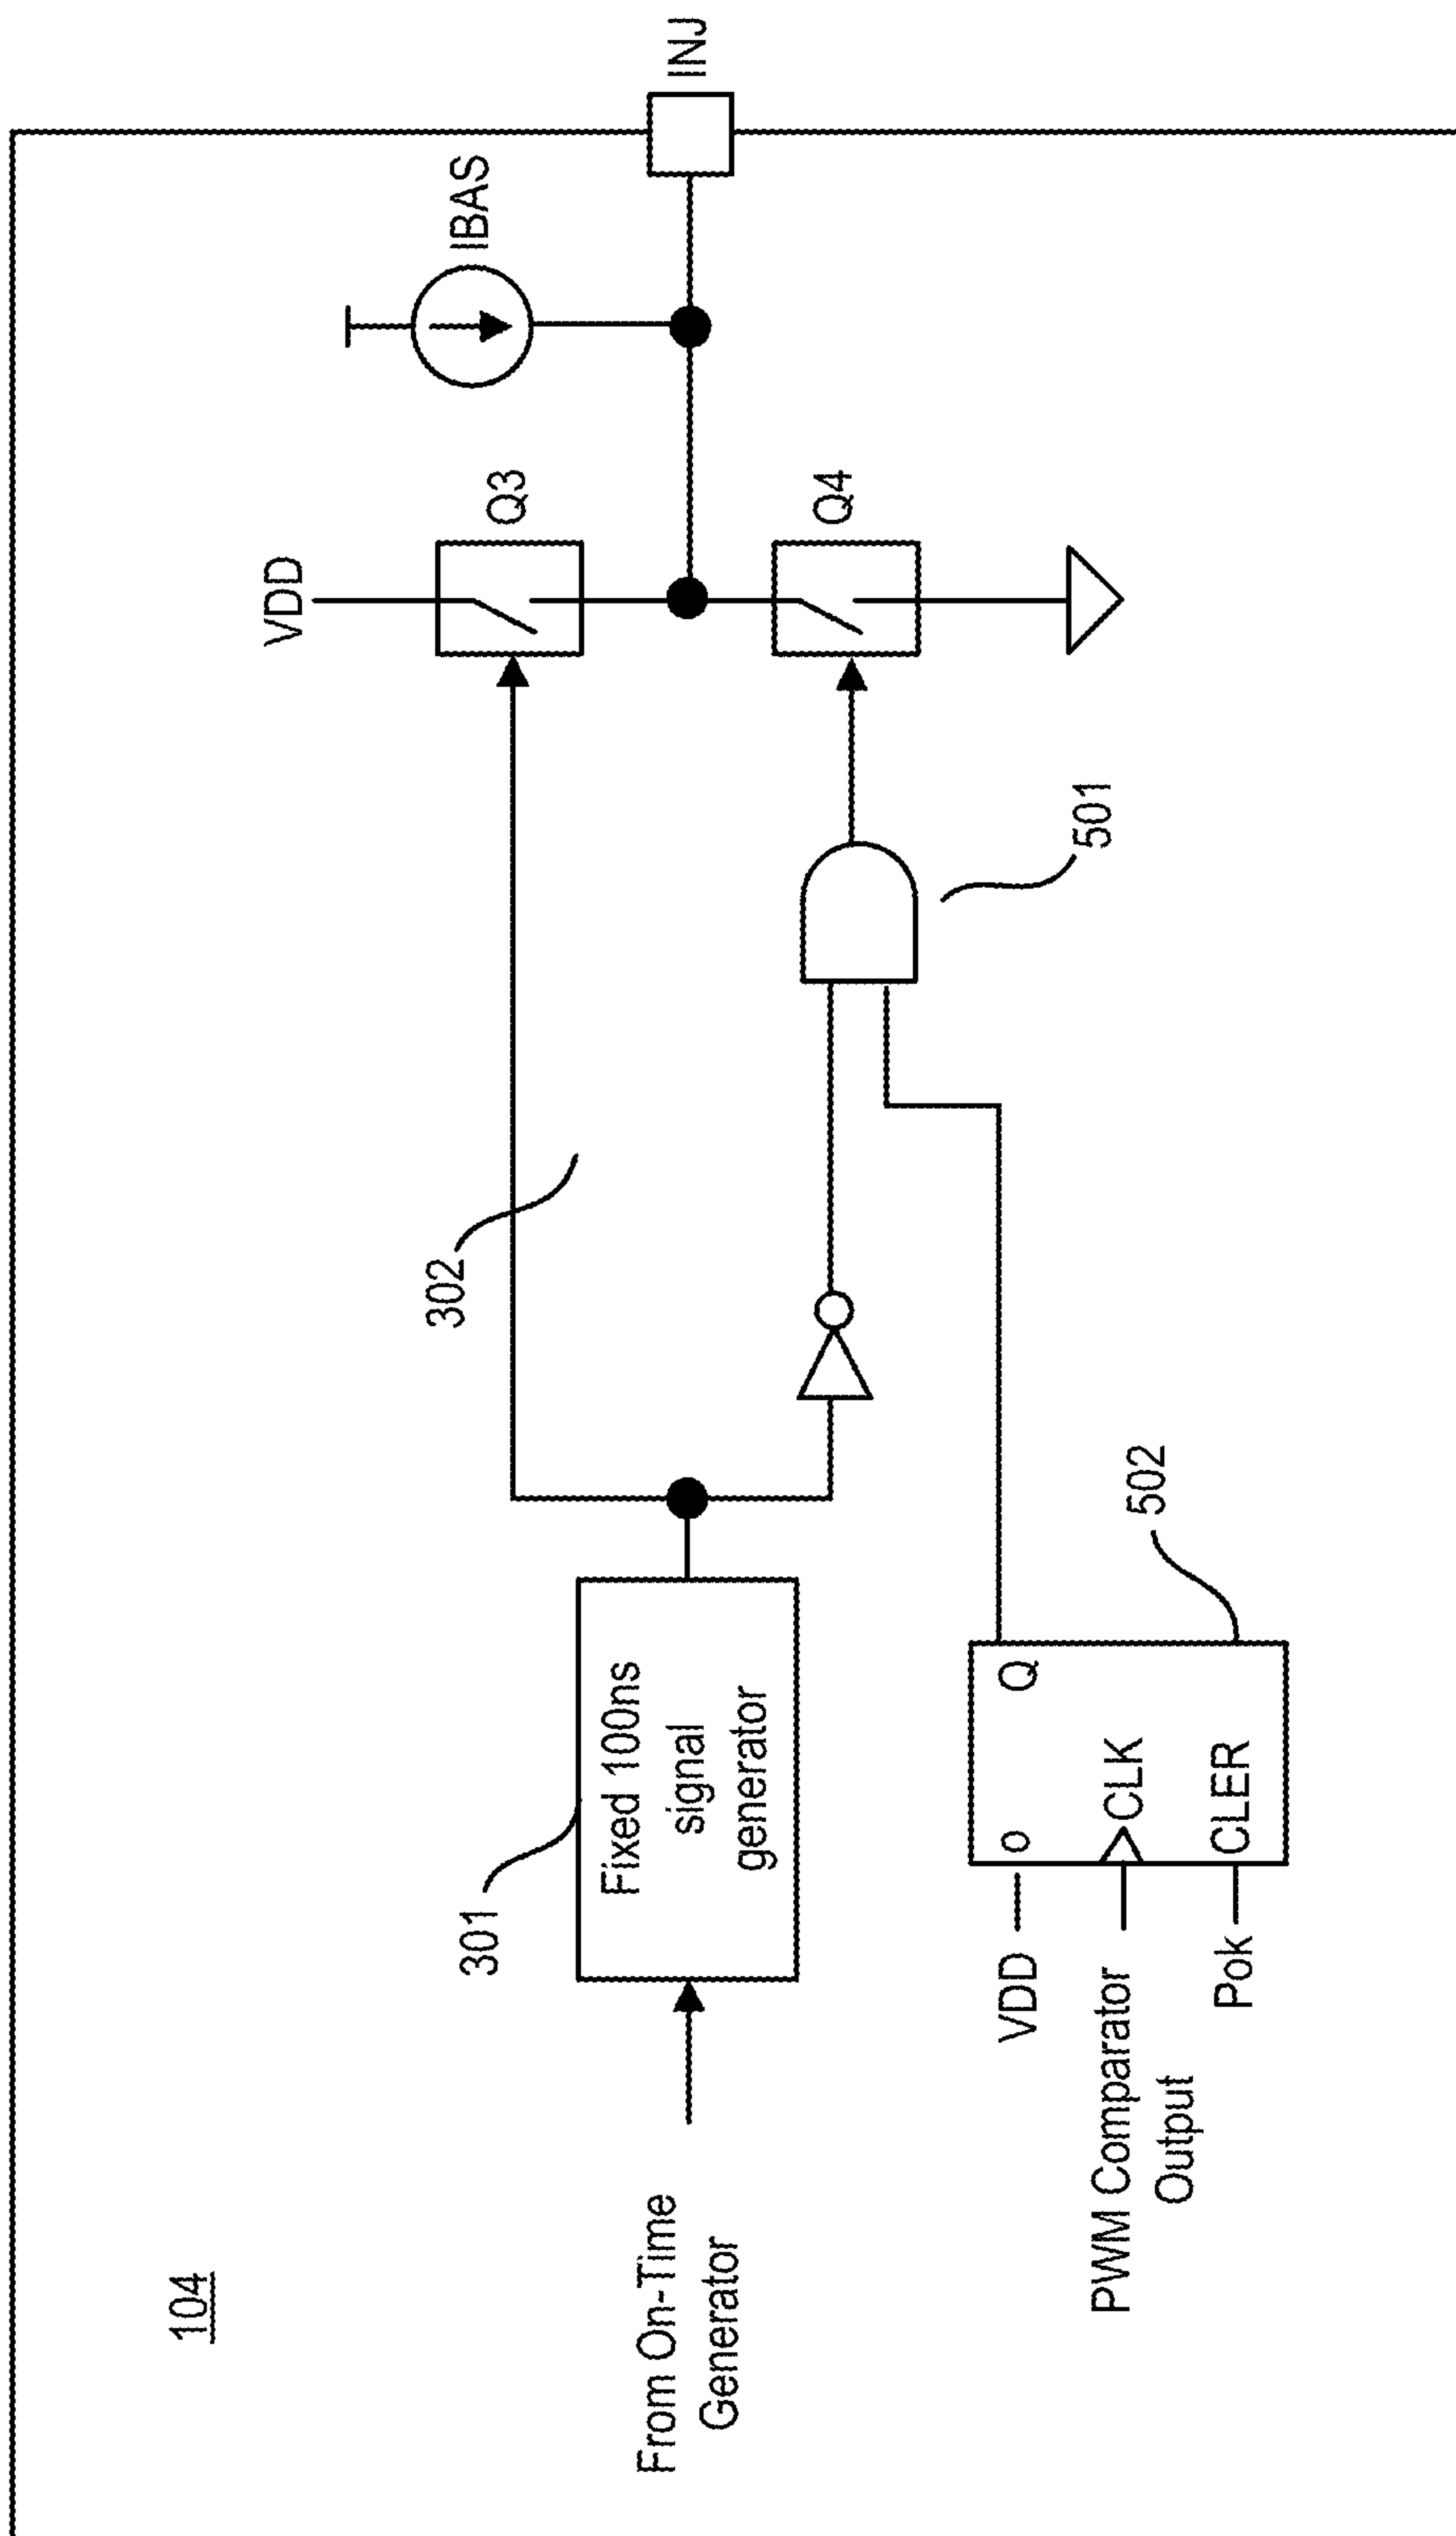 104
VDD
IBAS
INJ
Q3
302
301
Fixed 100ns
signal
generator
From On-Time
Generator
Q4
501
VDD
o
Q
502
PWM Comparator
Output
CLK
Pok
CLER